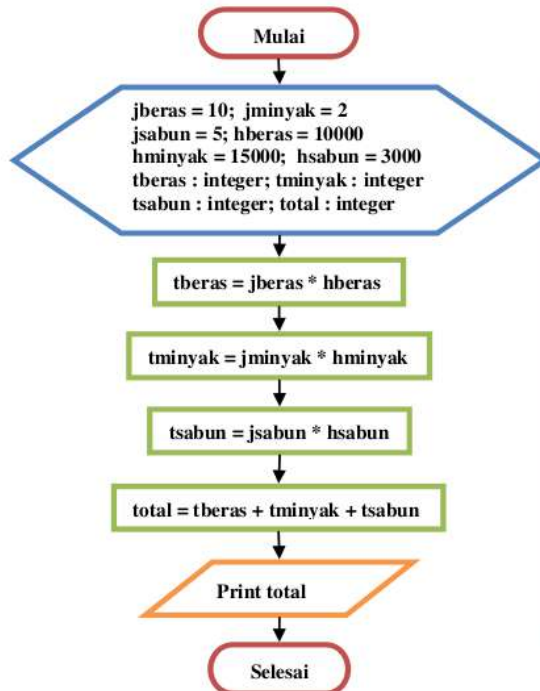 Mulai
jberas = 10; jminyak = 2
jsabun = 5; hberas = 10000
hminyak = 15000; hsabun = 3000
tberas : integer; tminyak : integer
tsabun : integer; total : integer
tberas = jberas * hberas
tminyak = jminyak * hminyak
tsabun = jsabun * hsabun
total = tberas + tminyak + tsabun
Print total
Selesai